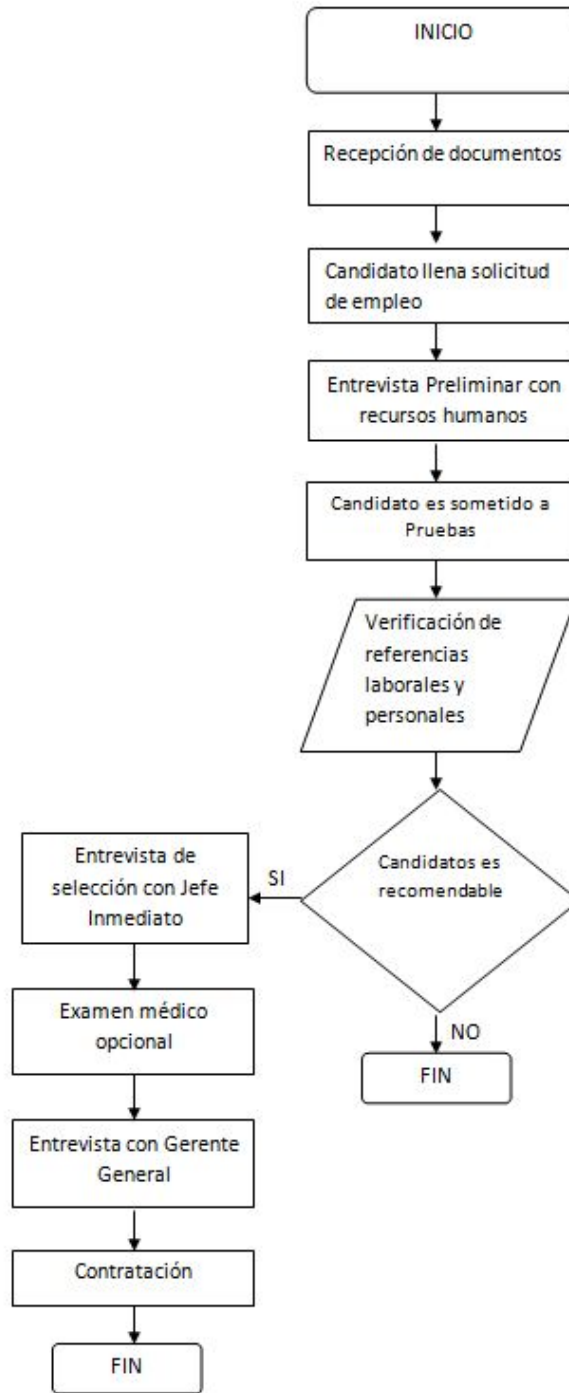 INICIO
Recepción de documentos
Candidato llena solicitud
de empleo
Entrevista Preliminar con
recursos humanos
Candidato es sometido a
Pruebas
Verificación de
referencias
laborales y
personales
Candidatos es
recomendable
SI
NO
FIN
Entrevista de
selección con Jefe
Inmediato
Examen médico
opcional
Entrevista con Gerente
General
Contratación
FIN